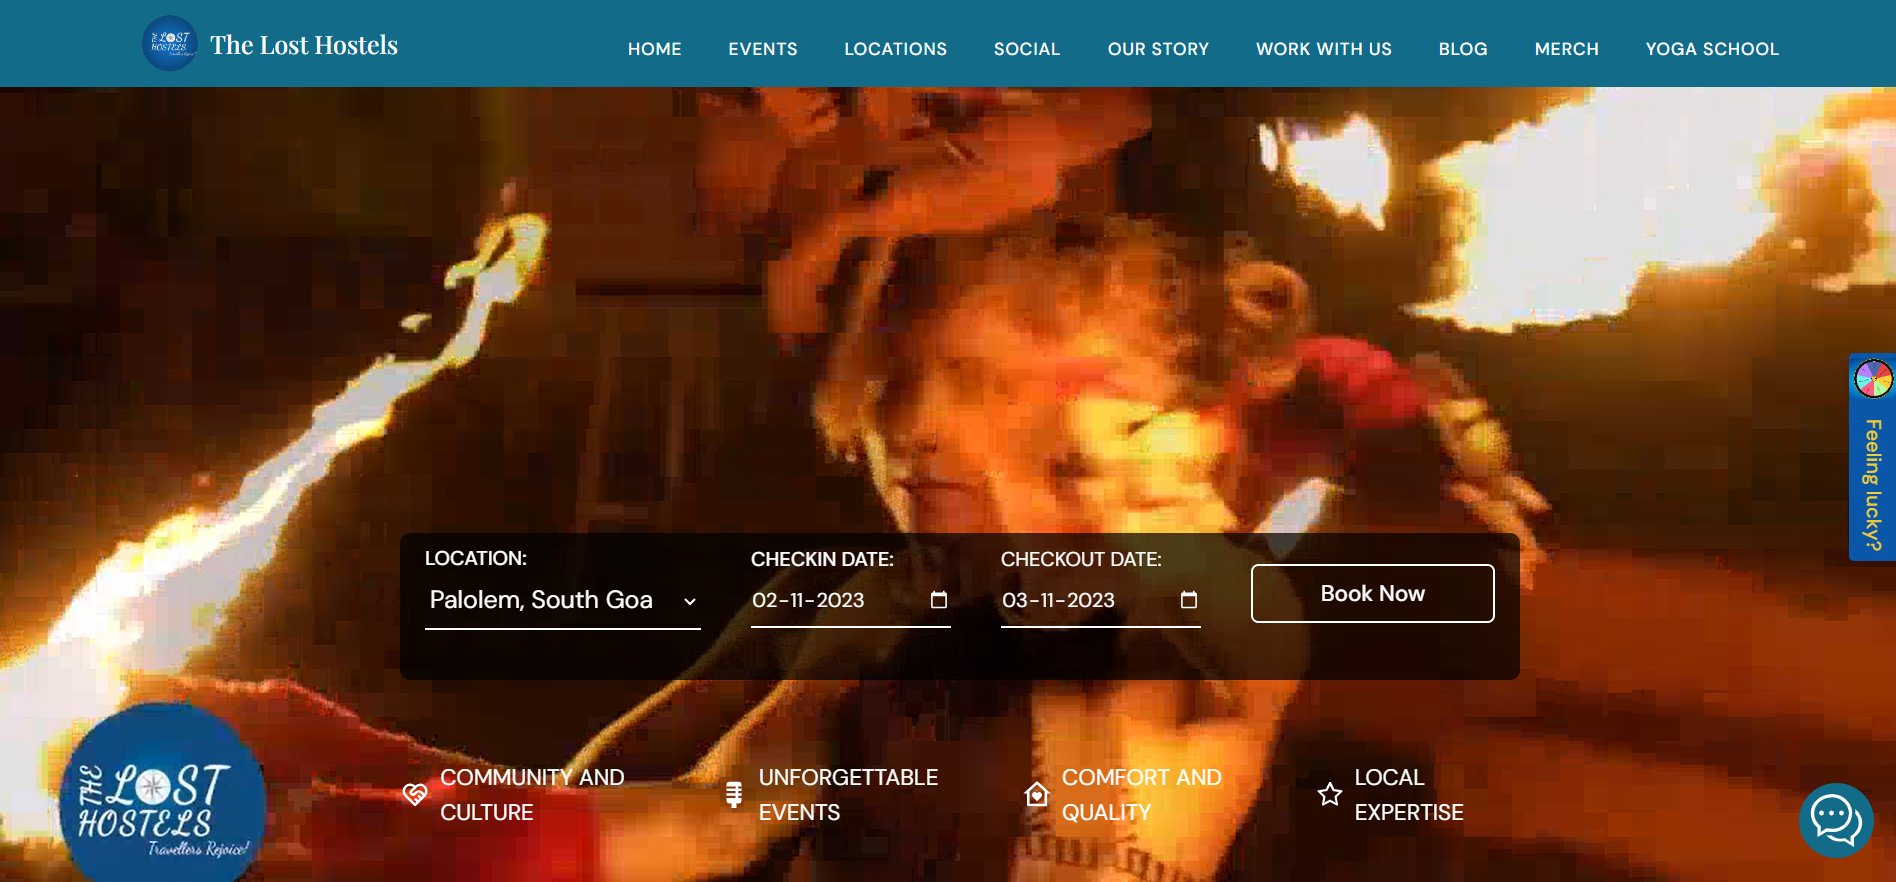 THE LOST HOSTELS
Travellers Rejoice!
The Lost Hostels
HOME EVENTS LOCATIONS SOCIAL OUR STORY WORK WITH US BLOG MERCH YOGA SCHOOL
Feeling lucky?
LOCATION: CHECKIN DATE: CHECKOUT DATE:
Palolem, South Goa 02-11-2023 03-11-2023 Book Now
COMMUNITY AND
CULTURE
UNFORGETTABLE
EVENTS
COMFORT AND
QUALITY
LOCAL
EXPERTISE
THE LOST
HOSTELS
Travellers Rejoice!